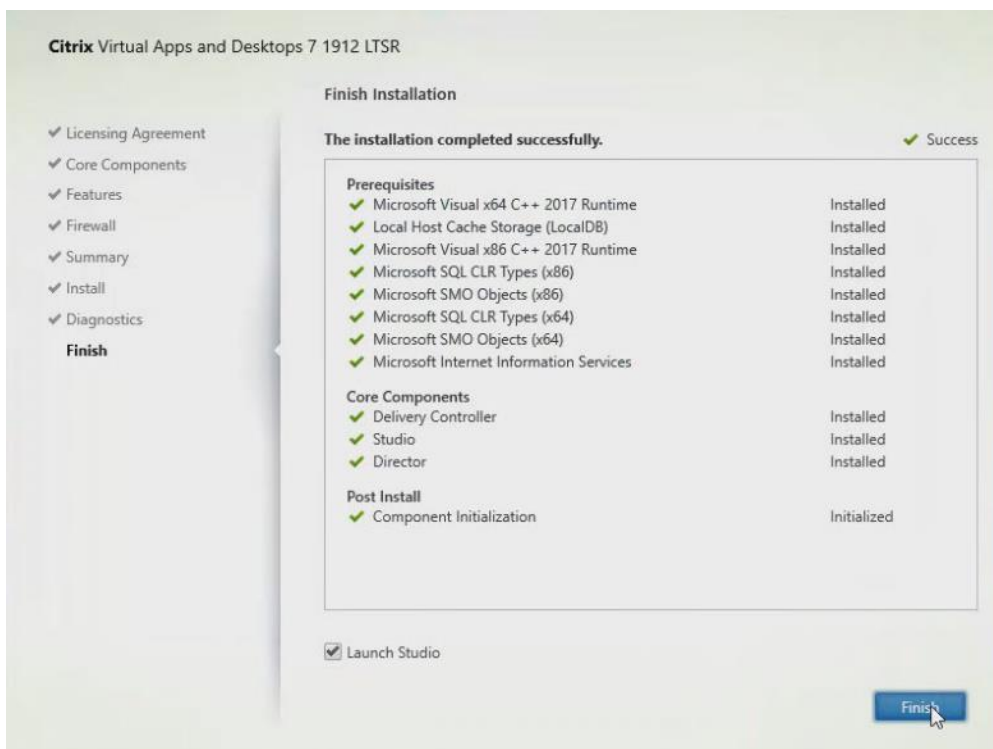 Citrix Virtual Apps and Desktops 7 1912 LTSR
Finish Installation
Licensing Agreement
Core Components
Features
Firewall
Summary
Install
Diagnostics
Finish
The installation completed successfully. Success
Prerequisites
Microsoft Visual x64 C++ 2017 Runtime Installed
Local Host Cache Storage (LocalDB) Installed
Microsoft Visual x86 C++ 2017 Runtime Installed
Microsoft SQL CLR Types (x86) Installed
Microsoft SMO Objects (x86) Installed
Microsoft SQL CLR Types (x64) Installed
Microsoft SMO Objects (x64) Installed
Microsoft Internet Information Services Installed
Core Components
Delivery Controller Installed
Studio Installed
Director Installed
Post Install
Component Initialization Initialized
Launch Studio
Finish